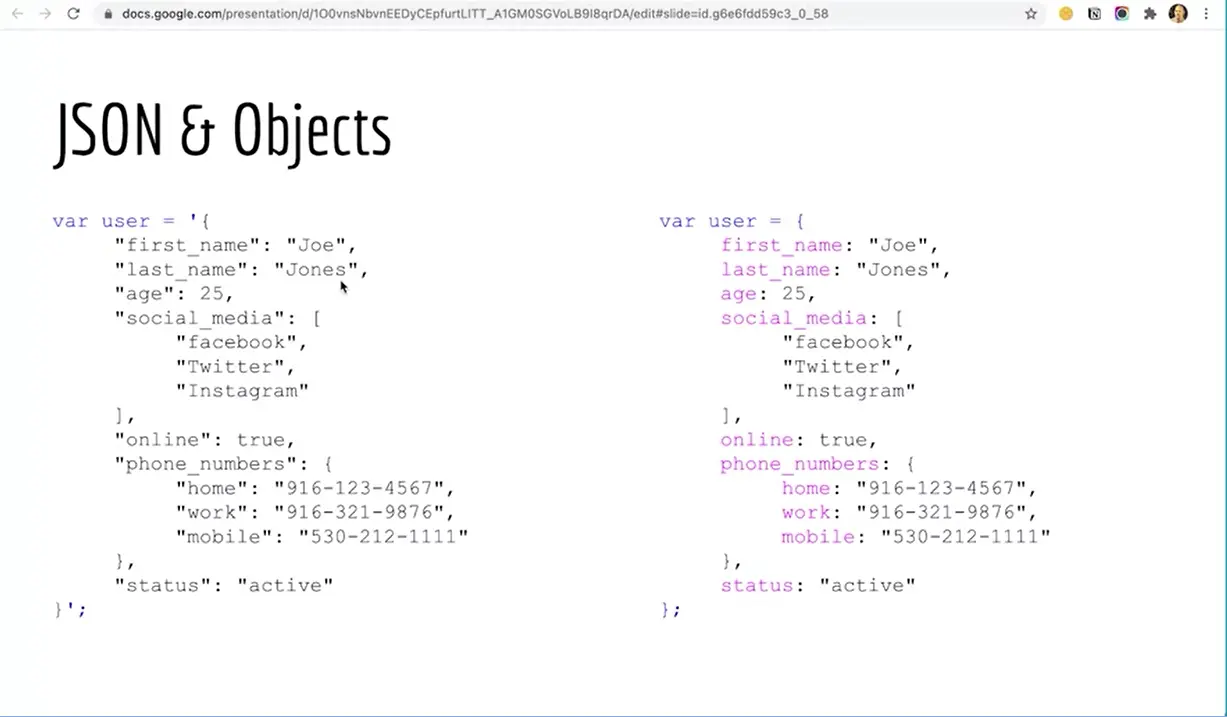 docs.google.com/presentation/d/1O0vnsNbvnEEDyCEpfurtLITT_A1GM0SGVoLB9I8qrDA/edit#slide=id.g6e6fdd59c3_0_58
JSON & Objects
var user = '{
"first_name": "Joe",
"last_name": "Jones",
"age": 25,
"social_media": [
"facebook",
"Twitter",
"Instagram"
],
"online": true,
"phone_numbers": {
"home": "916-123-4567",
"work": "916-321-9876",
"mobile": "530-212-1111"
},
"status": "active"
}';
var user = {
first_name: "Joe",
last_name: "Jones",
age: 25,
social_media: [
"facebook",
"Twitter",
"Instagram"
],
online: true,
phone_numbers: {
home: "916-123-4567",
work: "916-321-9876",
mobile: "530-212-1111"
},
status: "active"
};